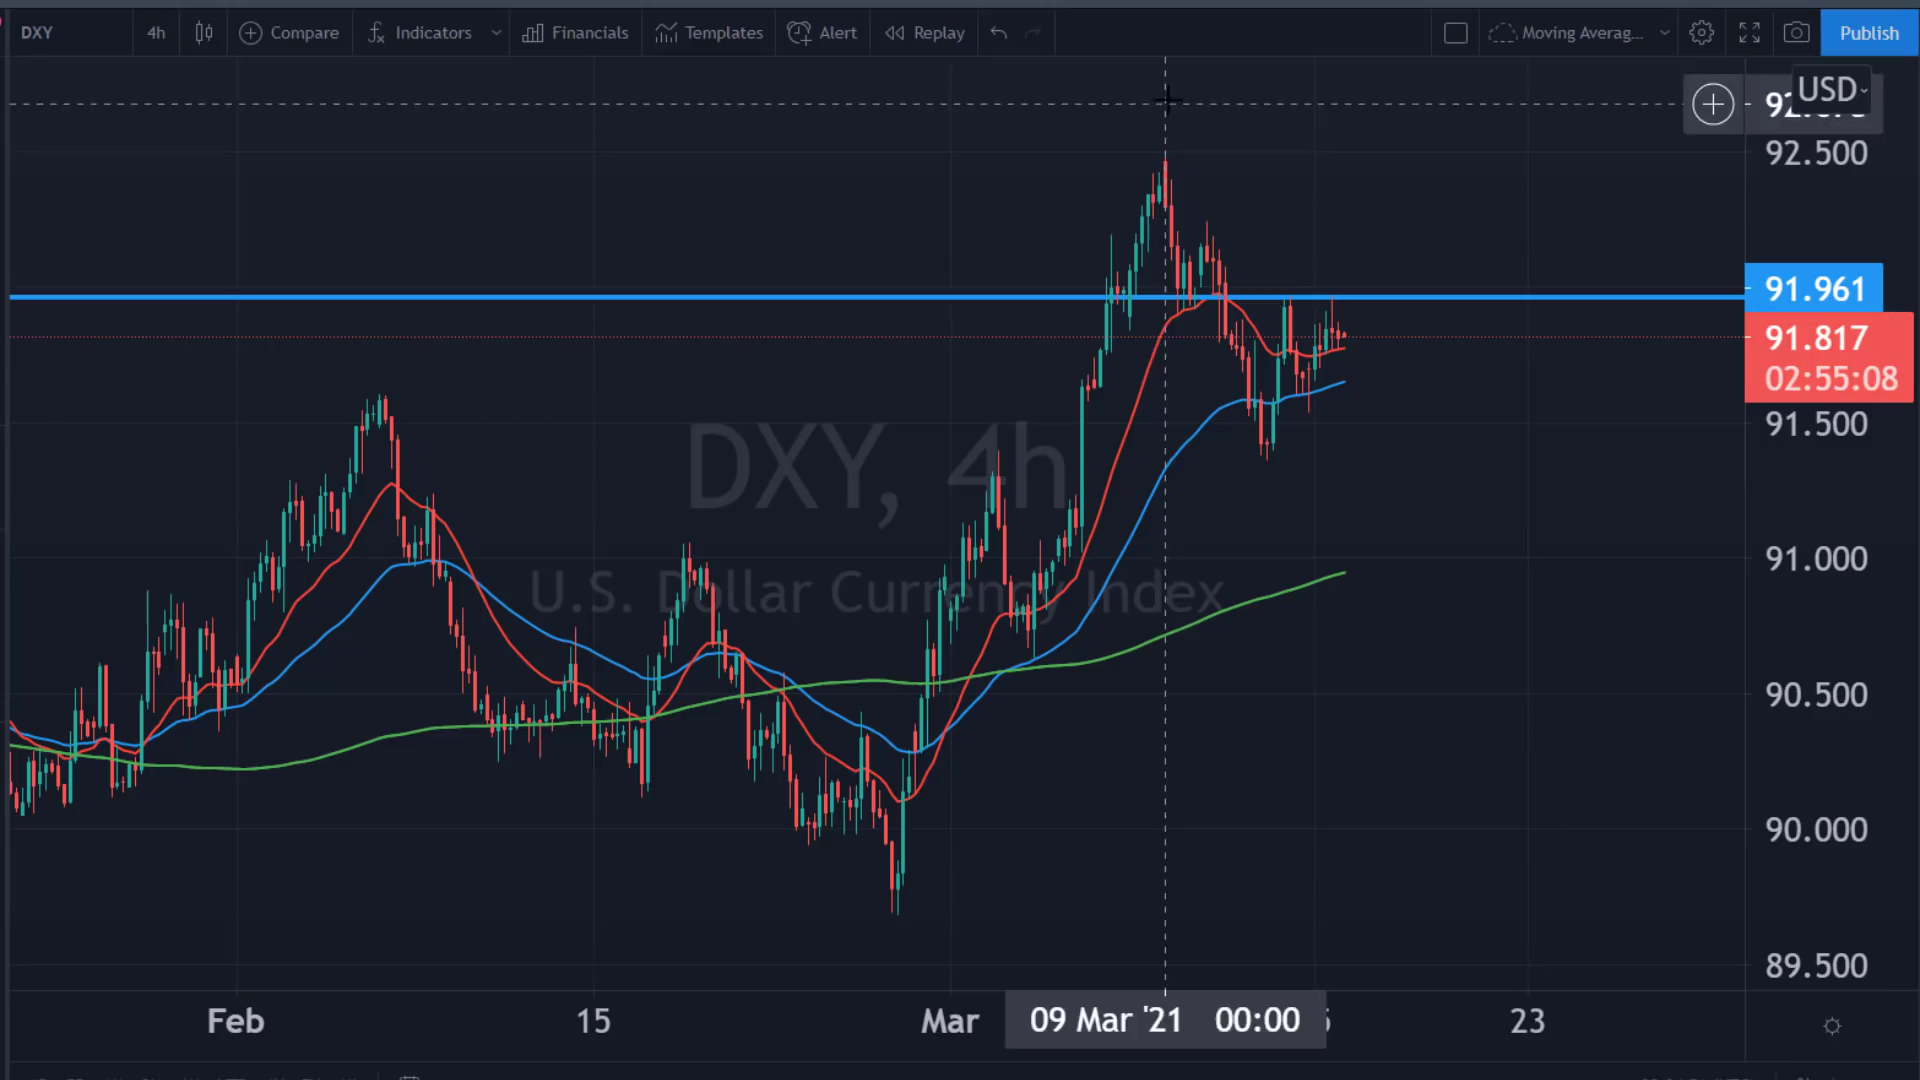 DXY 4h Compare Indicators Financials Templates Alert Replay Moving Averag... Publish
USD
92.500
91.961
91.817
02:55:08
91.500
91.000
90.500
90.000
89.500
DXY, 4h
U.S. Dollar Currency Index
Feb 15 Mar 09 Mar '21 00:00 23